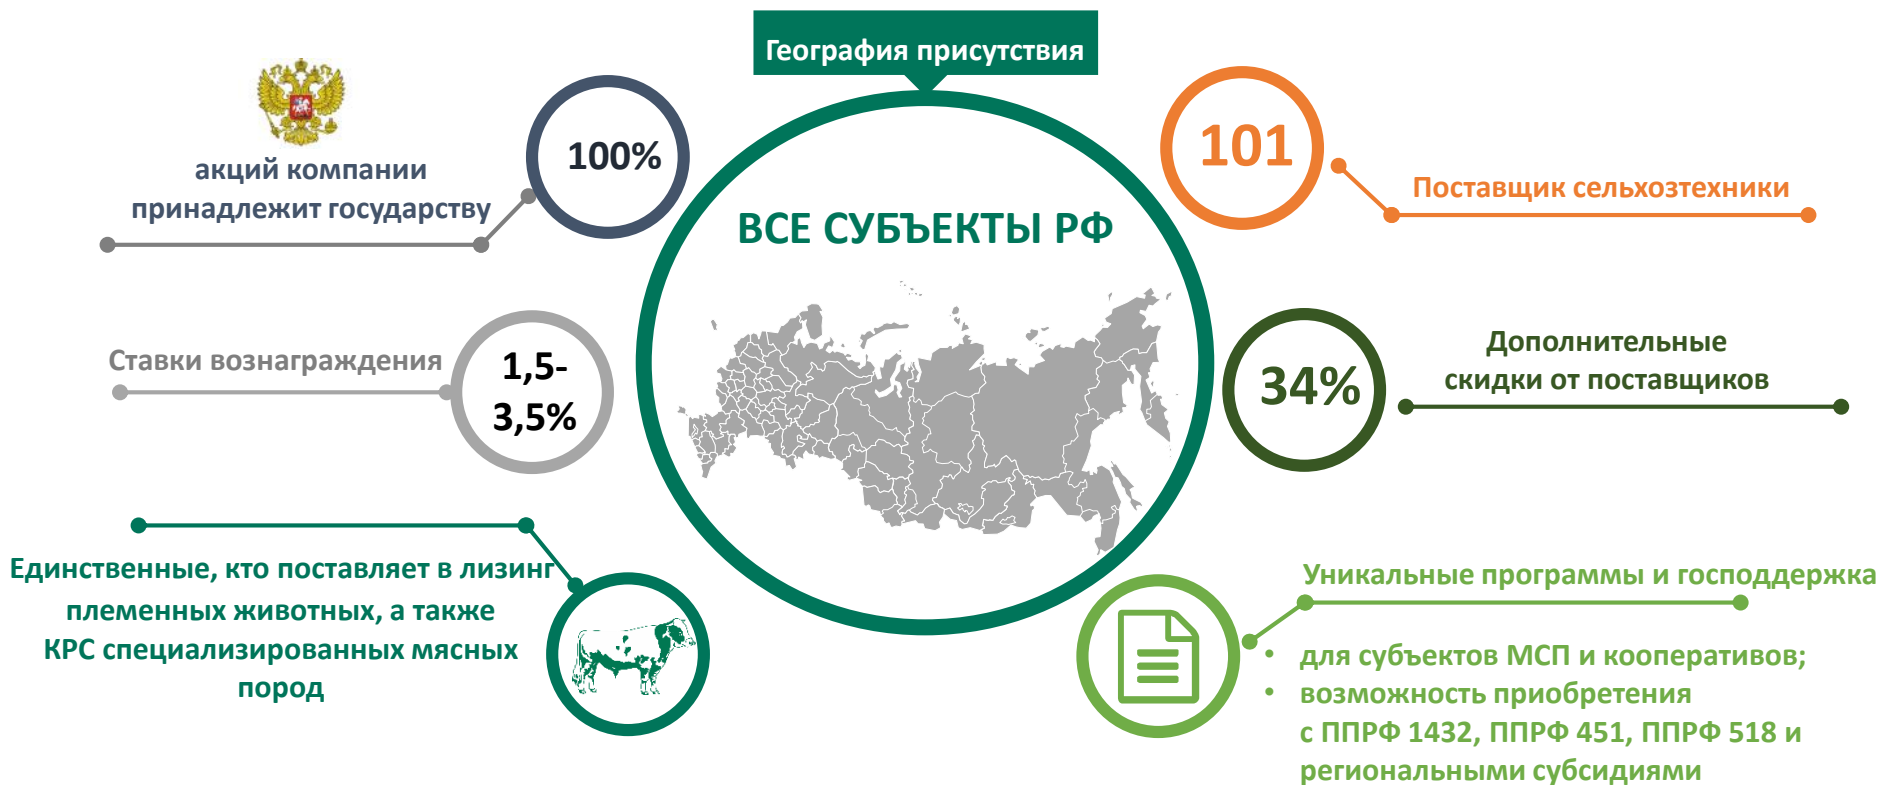 География присутствия
100%
акций компании
принадлежит государству
101
Поставщик сельхозтехники
ВСЕ СУБЪЕКТЫ РФ
Ставки вознаграждения
1,5-
3,5%
34%
Дополнительные
скидки от поставщиков
Единственные, кто поставляет в лизинг
племенных животных, а также
КРС специализированных мясных
пород
Уникальные программы и господдержка
• для субъектов МСП и кооперативов;
• возможность приобретения
с ППРФ 1432, ППРФ 451, ППРФ 518 и
региональными субсидиями